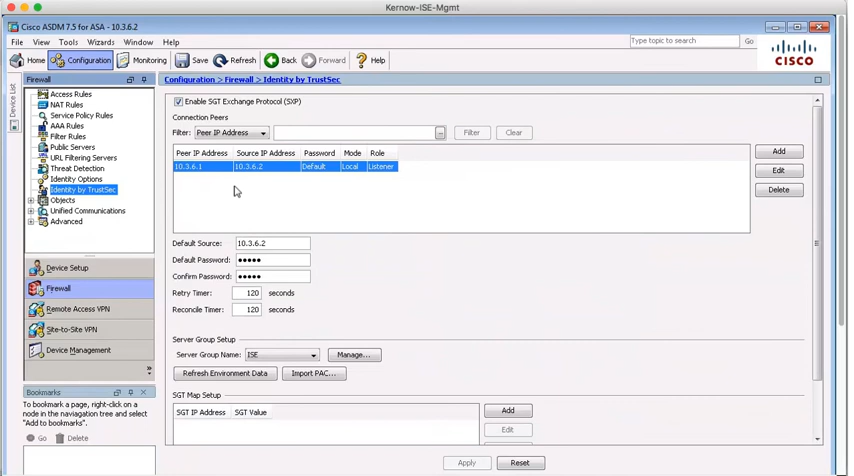 Kernow-ISE-Mgmt
Cisco ASDM 7.5 for ASA - 10.3.6.2
File View Tools Wizards Window Help
Type topic to search Go
Home Configuration Monitoring Save Refresh Back Forward Help
CISCO
Device List
Firewall
Access Rules
NAT Rules
Service Policy Rules
AAA Rules
Filter Rules
Public Servers
URL Filtering Servers
Threat Detection
Identity Options
Identity by TrustSec
Objects
Unified Communications
Advanced
Device Setup
Firewall
Remote Access VPN
Site-to-Site VPN
Device Management
Bookmarks
To bookmark a page, right-click on a
node in the navigation tree and select
"Add to bookmarks".
Go Delete
Configuration > Firewall > Identity by TrustSec
Enable SGT Exchange Protocol (SXP)
Connection Peers
Filter: Peer IP Address ... Filter Clear
Peer IP Address Source IP Address Password Mode Role
10.3.6.1 10.3.6.2 Default Local Listener
Add
Edit
Delete
Default Source: 10.3.6.2
Default Password: •••••
Confirm Password: •••••
Retry Timer: 120 seconds
Reconcile Timer: 120 seconds
Server Group Setup
Server Group Name: ISE Manage...
Refresh Environment Data Import PAC...
SGT Map Setup
SGT IP Address SGT Value
Add
Edit
Apply Reset